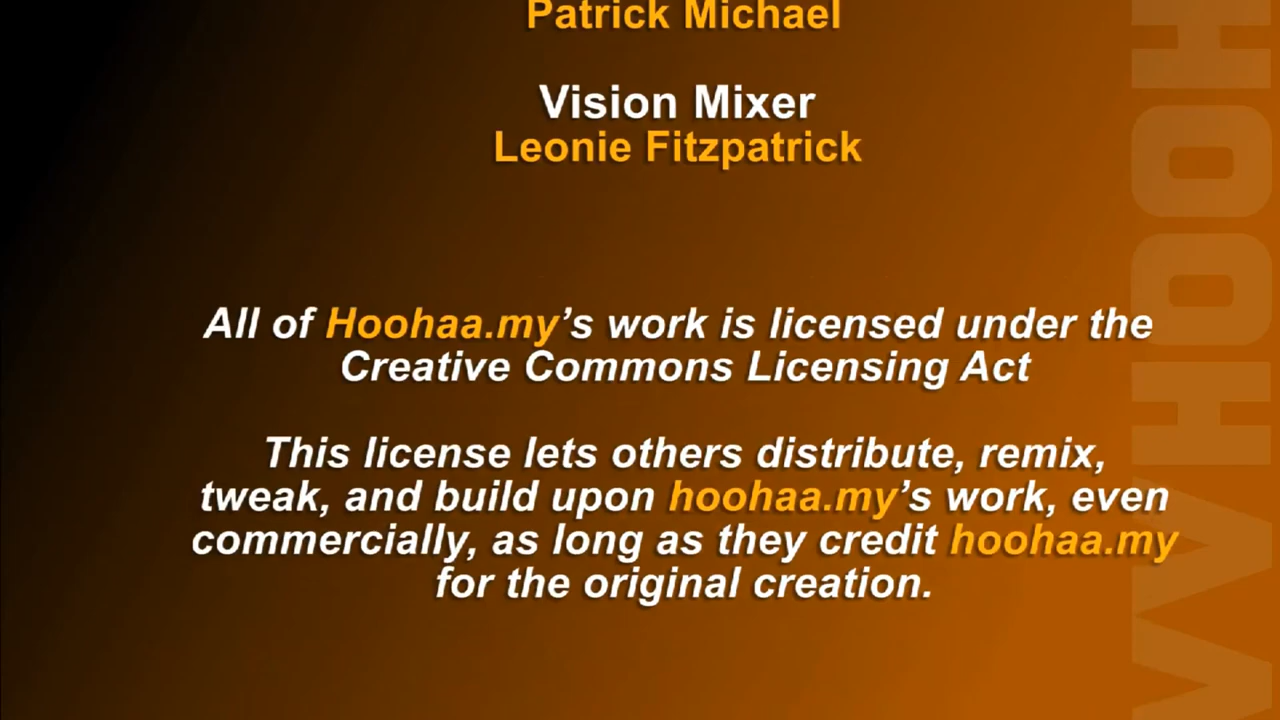 Patrick Michael
Vision Mixer
Leonie Fitzpatrick
All of Hoohaa.my’s work is licensed under the
Creative Commons Licensing Act
This license lets others distribute, remix,
tweak, and build upon hoohaa.my’s work, even
commercially, as long as they credit hoohaa.my
for the original creation.
WHOOH